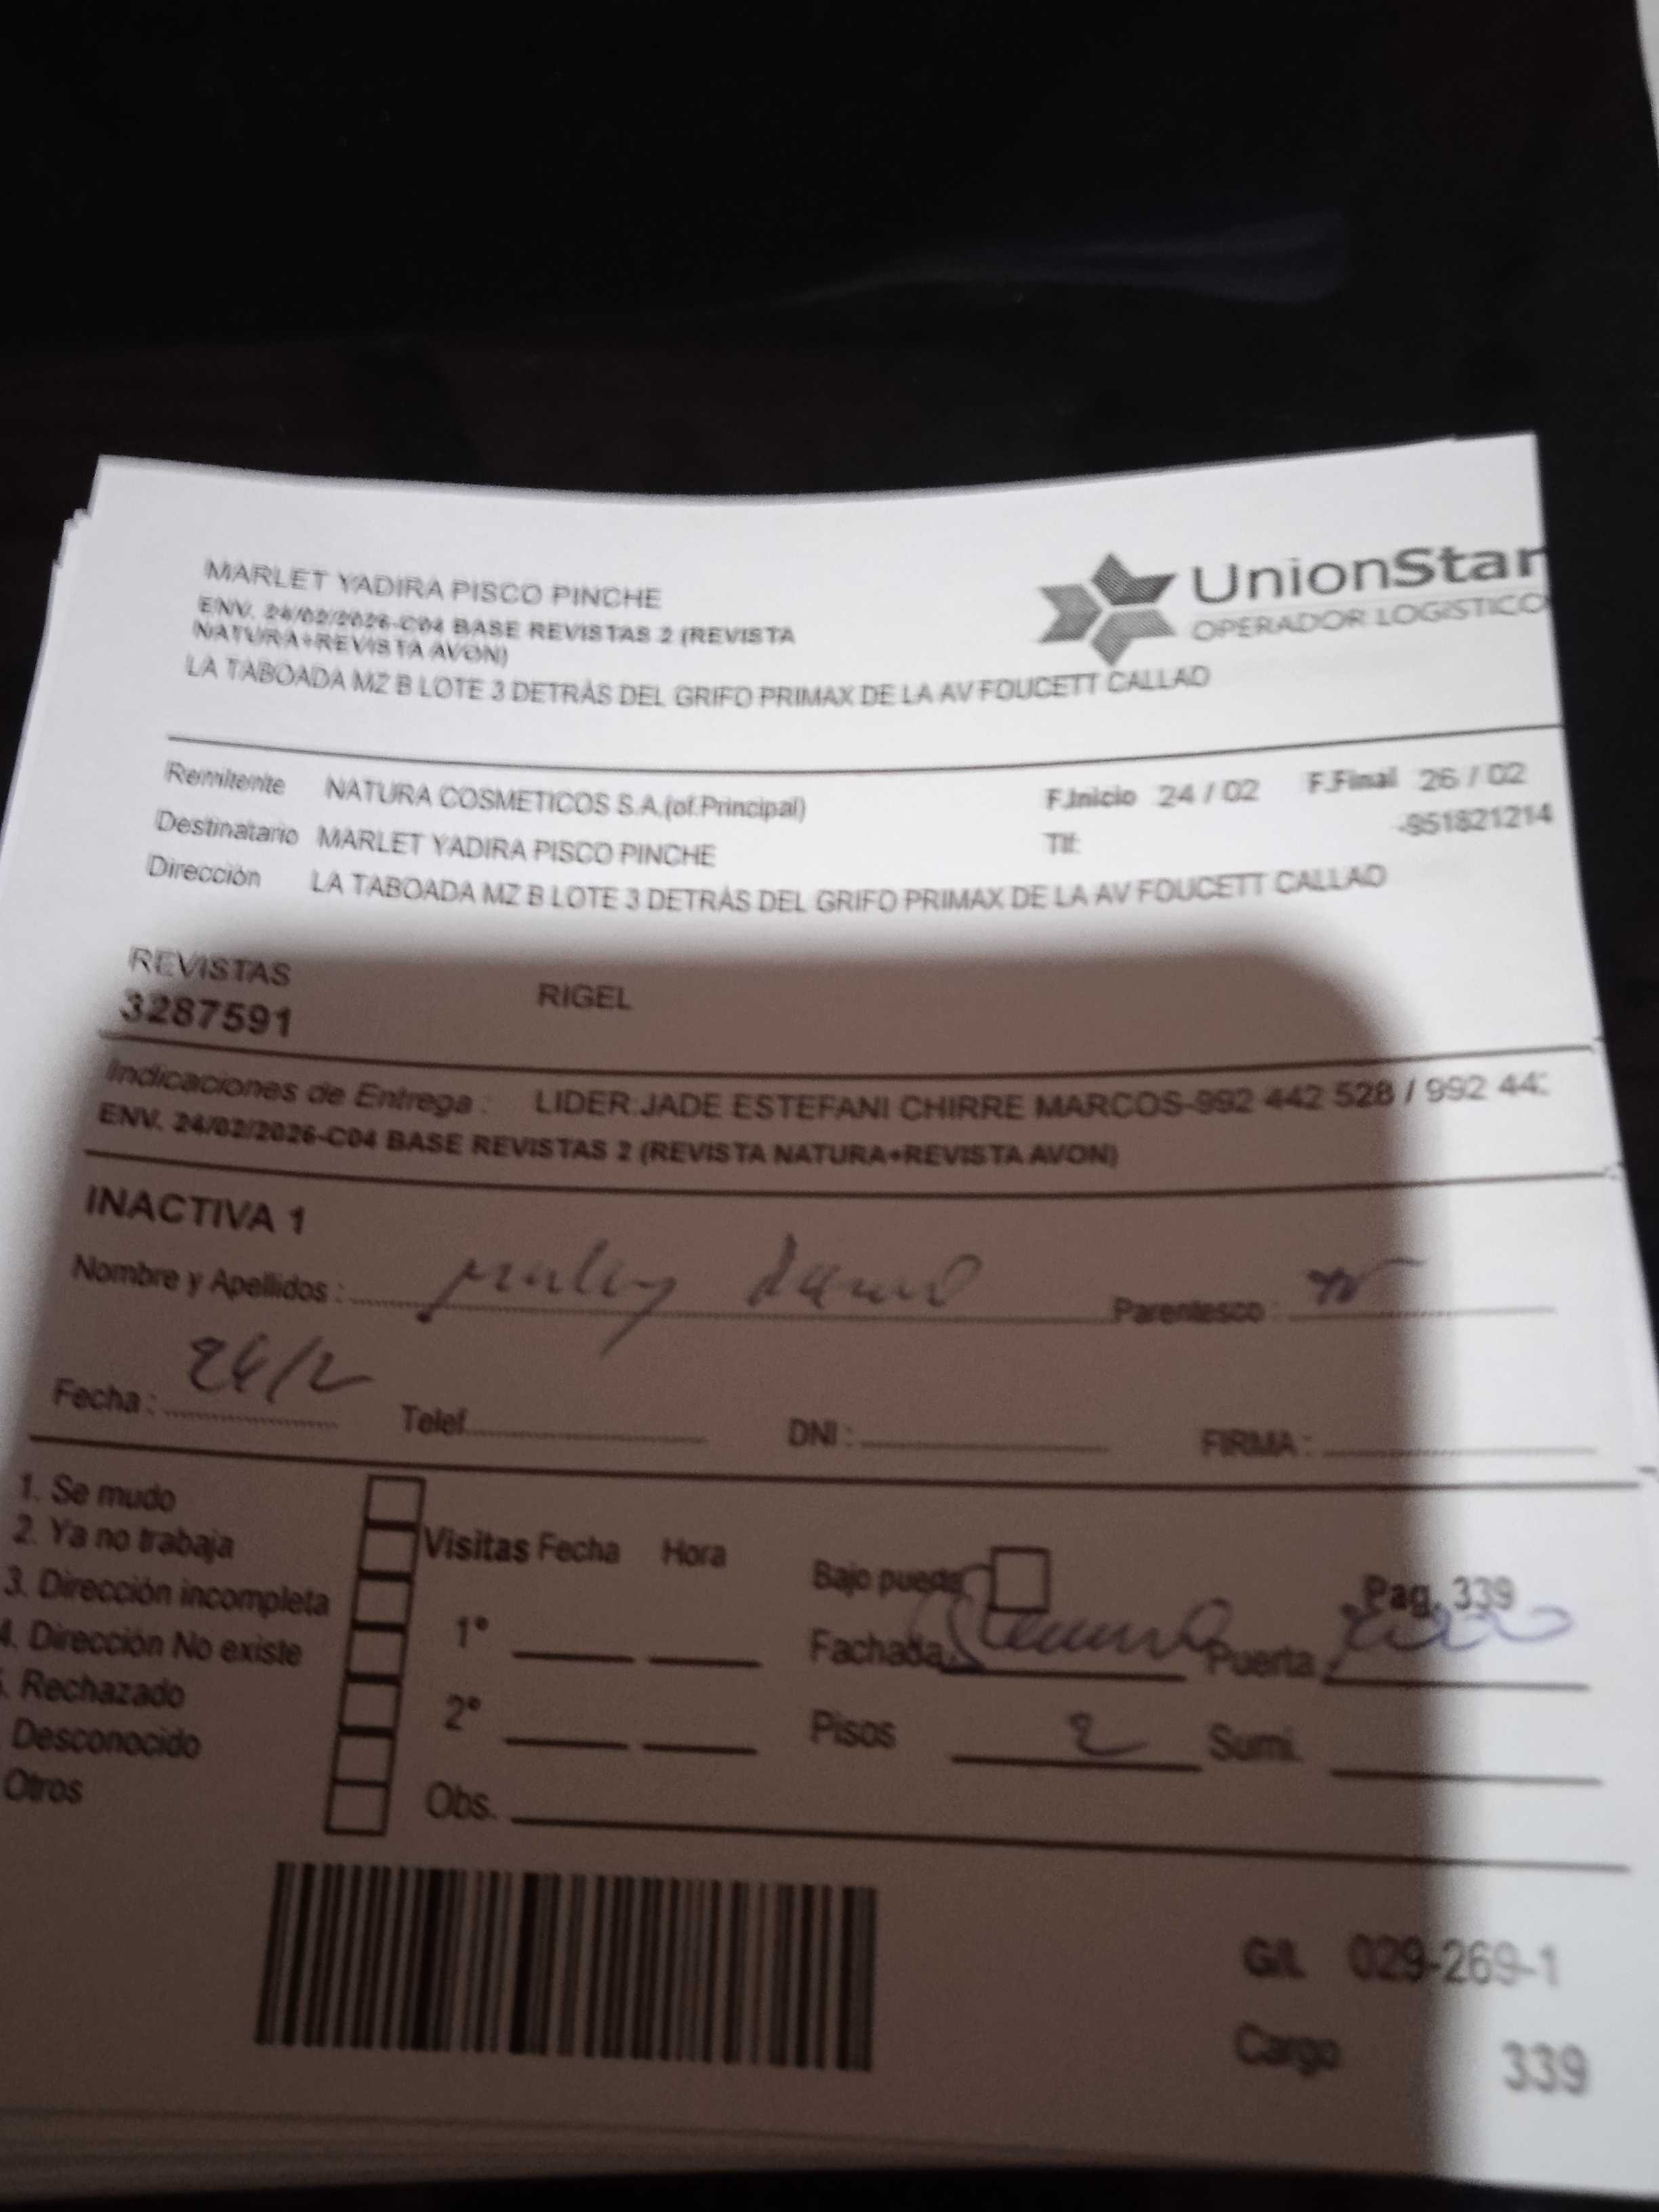 MARLET YADIRA PISCO PINCHE
ENV. 24/02/2026-C04 BASE REVISTAS 2 (REVISTA
NATURA+REVISTA AVON)
LA TABOADA MZ B LOTE 3 DETRÁS DEL GRIFO PRIMAX DE LA AV FOUCETT CALLAO
UnionStar
OPERADOR LOGISTICO
Remitente NATURA COSMETICOS S.A.(of.Principal) F.Inicio 24 / 02 F.Final 26 / 02
Destinatario MARLET YADIRA PISCO PINCHE Tlf: -951821214
Dirección LA TABOADA MZ B LOTE 3 DETRÁS DEL GRIFO PRIMAX DE LA AV FOUCETT CALLAO
REVISTAS RIGEL
3287591
Indicaciones de Entrega : LIDER:JADE ESTEFANI CHIRRE MARCOS-992 442 528 / 992 44
ENV. 24/02/2026-C04 BASE REVISTAS 2 (REVISTA NATURA+REVISTA AVON)
INACTIVA 1
Nombre y Apellidos : Parentesco :
Fecha : Telef. DNI : FIRMA :
1. Se mudo
2. Ya no trabaja
3. Dirección incompleta
4. Dirección No existe
. Rechazado
Desconocido
Otros
Visitas Fecha Hora
1°
2°
Obs.
Bajo puerta Pag. 339
Fachada Puerta
Pisos 2 Sumi.
G/L 029-269-1
Cargo 339